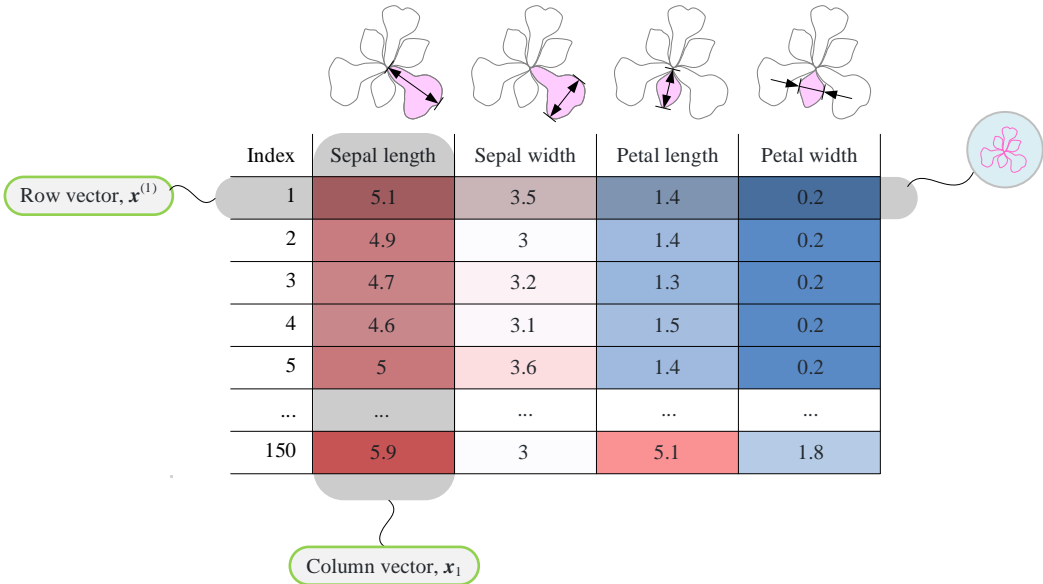 Index Sepal length Sepal width Petal length Petal width
Row vector, x(1)
1 5.1 3.5 1.4 0.2
2 4.9 3 1.4 0.2
3 4.7 3.2 1.3 0.2
4 4.6 3.1 1.5 0.2
5 5 3.6 1.4 0.2
... ... ... ... ...
150 5.9 3 5.1 1.8
Column vector, x1